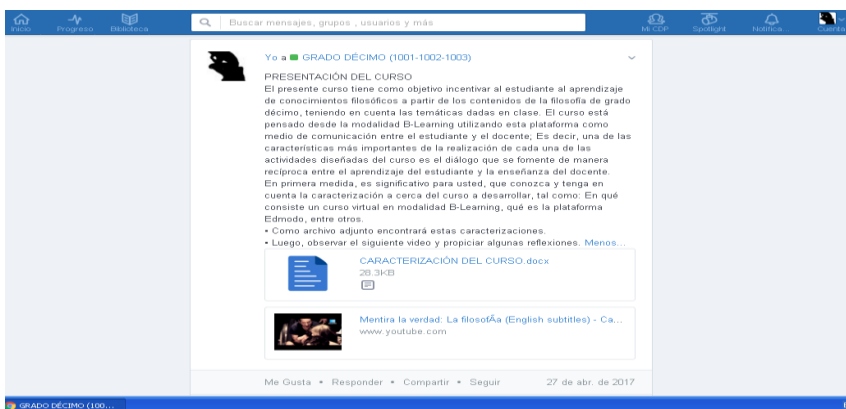 Inicio
Progreso
Biblioteca
Buscar mensajes, grupos , usuarios y más
Mi CDP
Spotlight
Notifica...
Cuenta
Yo a GRADO DÉCIMO (1001-1002-1003)
PRESENTACIÓN DEL CURSO
El presente curso tiene como objetivo incentivar al estudiante al aprendizaje
de conocimientos filosóficos a partir de los contenidos de la filosofía de grado
décimo, teniendo en cuenta las temáticas dadas en clase. El curso está
pensado desde la modalidad B-Learning utilizando esta plataforma como
medio de comunicación entre el estudiante y el docente; Es decir, una de las
características más importantes de la realización de cada una de las
actividades diseñadas del curso es el diálogo que se fomente de manera
recíproca entre el aprendizaje del estudiante y la enseñanza del docente.
En primera medida, es significativo para usted, que conozca y tenga en
cuenta la caracterización a cerca del curso a desarrollar, tal como: En qué
consiste un curso virtual en modalidad B-Learning, qué es la plataforma
Edmodo, entre otros.
• Como archivo adjunto encontrará estas caracterizaciones.
• Luego, observar el siguiente video y propiciar algunas reflexiones. Menos...
CARACTERIZACIÓN DEL CURSO.docx
28.3KB
Mentira la verdad: La filosofÃa (English subtitles) - Ca...
www.youtube.com
Me Gusta • Responder • Compartir • Seguir 27 de abr. de 2017
GRADO DÉCIMO (100...